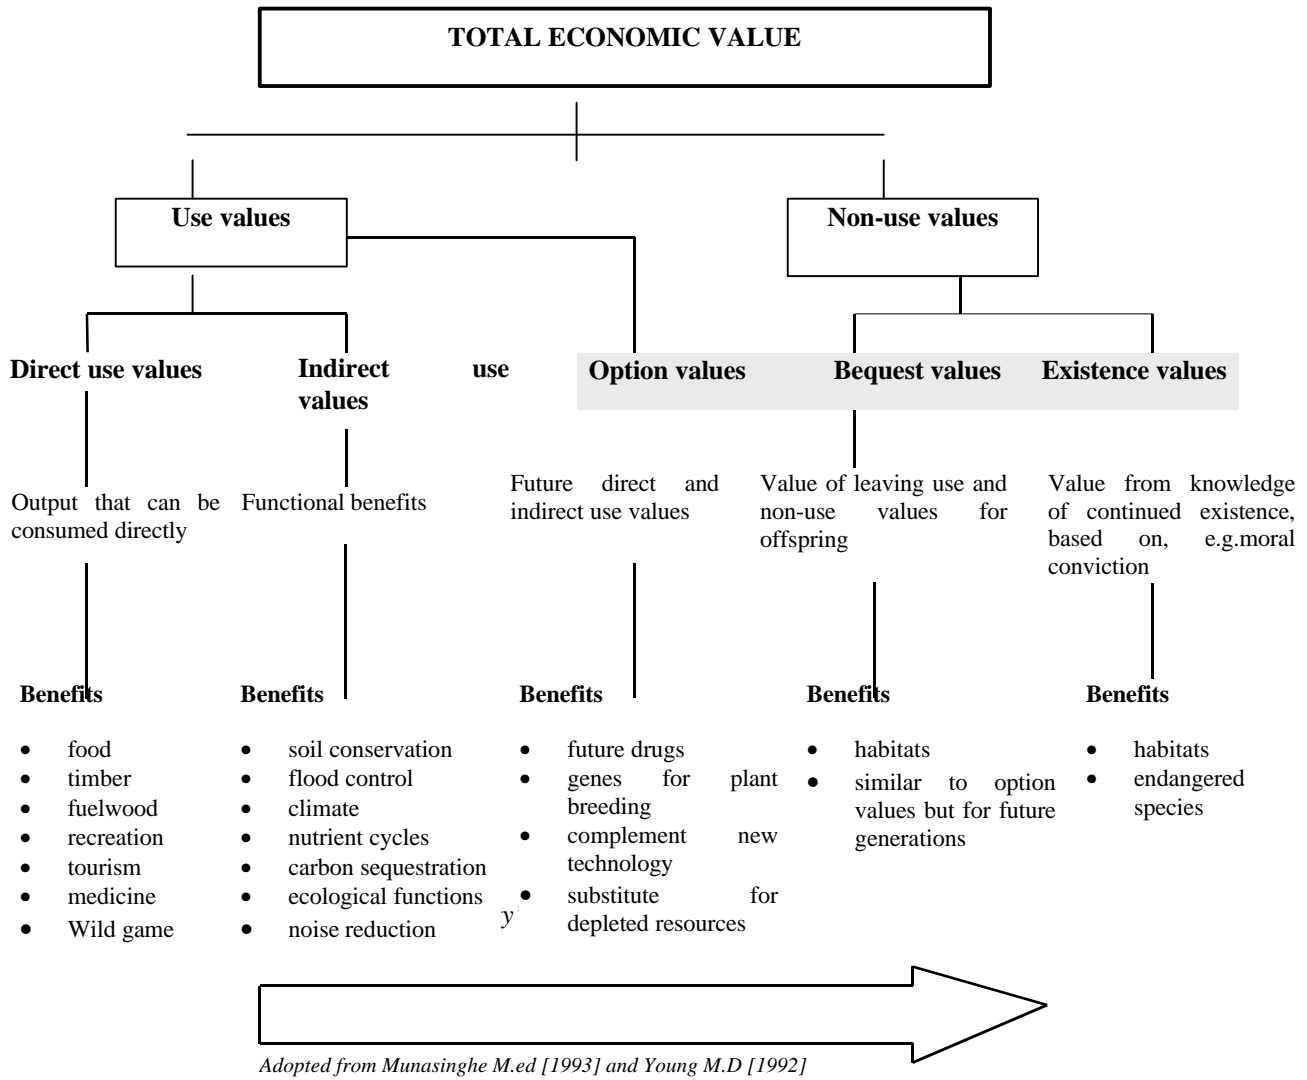 TOTAL ECONOMIC VALUE
Use values
Non-use values
Direct use values
Indirect use
values
Option values
Bequest values
Existence values
Output that can be
consumed directly
Functional benefits
Future direct and
indirect use values
Value of leaving use and
non-use values for
offspring
Value from knowledge
of continued existence,
based on, e.g.moral
conviction
Benefits
• food
• timber
• fuelwood
• recreation
• tourism
• medicine
• Wild game
Benefits
• soil conservation
• flood control
• climate
• nutrient cycles
• carbon sequestration
• ecological functions
• noise reduction
y
Benefits
• future drugs
• genes for plant
breeding
• complement new
technology
• substitute for
depleted resources
Benefits
• habitats
• similar to option
values but for future
generations
Benefits
• habitats
• endangered
species
Adopted from Munasinghe M.ed [1993] and Young M.D [1992]